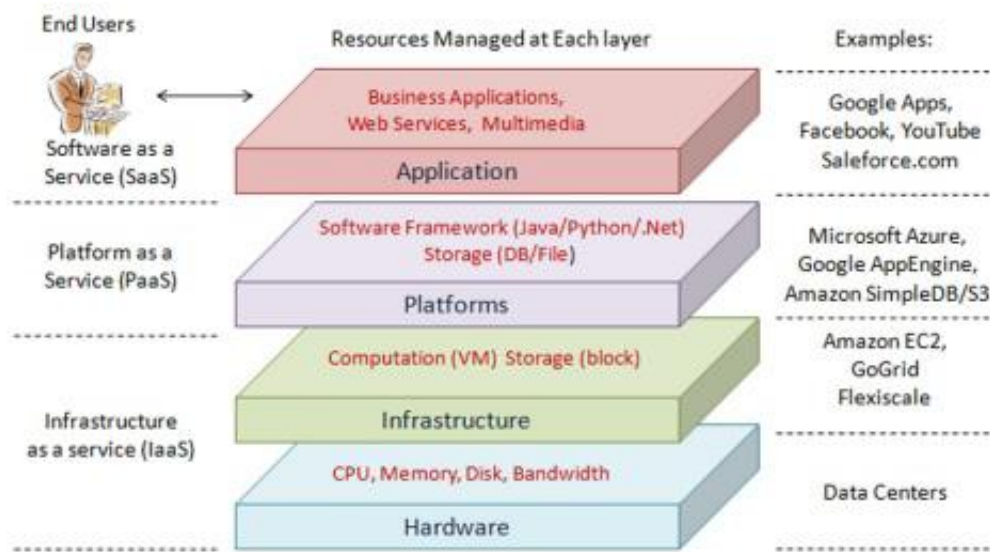 End Users
Resources Managed at Each layer
Examples:
Business Applications,
Web Services, Multimedia
Application
Software as a
Service (SaaS)
Google Apps,
Facebook, YouTube
Saleforce.com
Platform as a
Service (PaaS)
Software Framework (Java/Python/.Net)
Storage (DB/File)
Platforms
Microsoft Azure,
Google AppEngine,
Amazon SimpleDB/S3
Infrastructure
as a service (IaaS)
Computation (VM) Storage (block)
Infrastructure
Amazon EC2,
GoGrid
Flexiscale
CPU, Memory, Disk, Bandwidth
Hardware
Data Centers